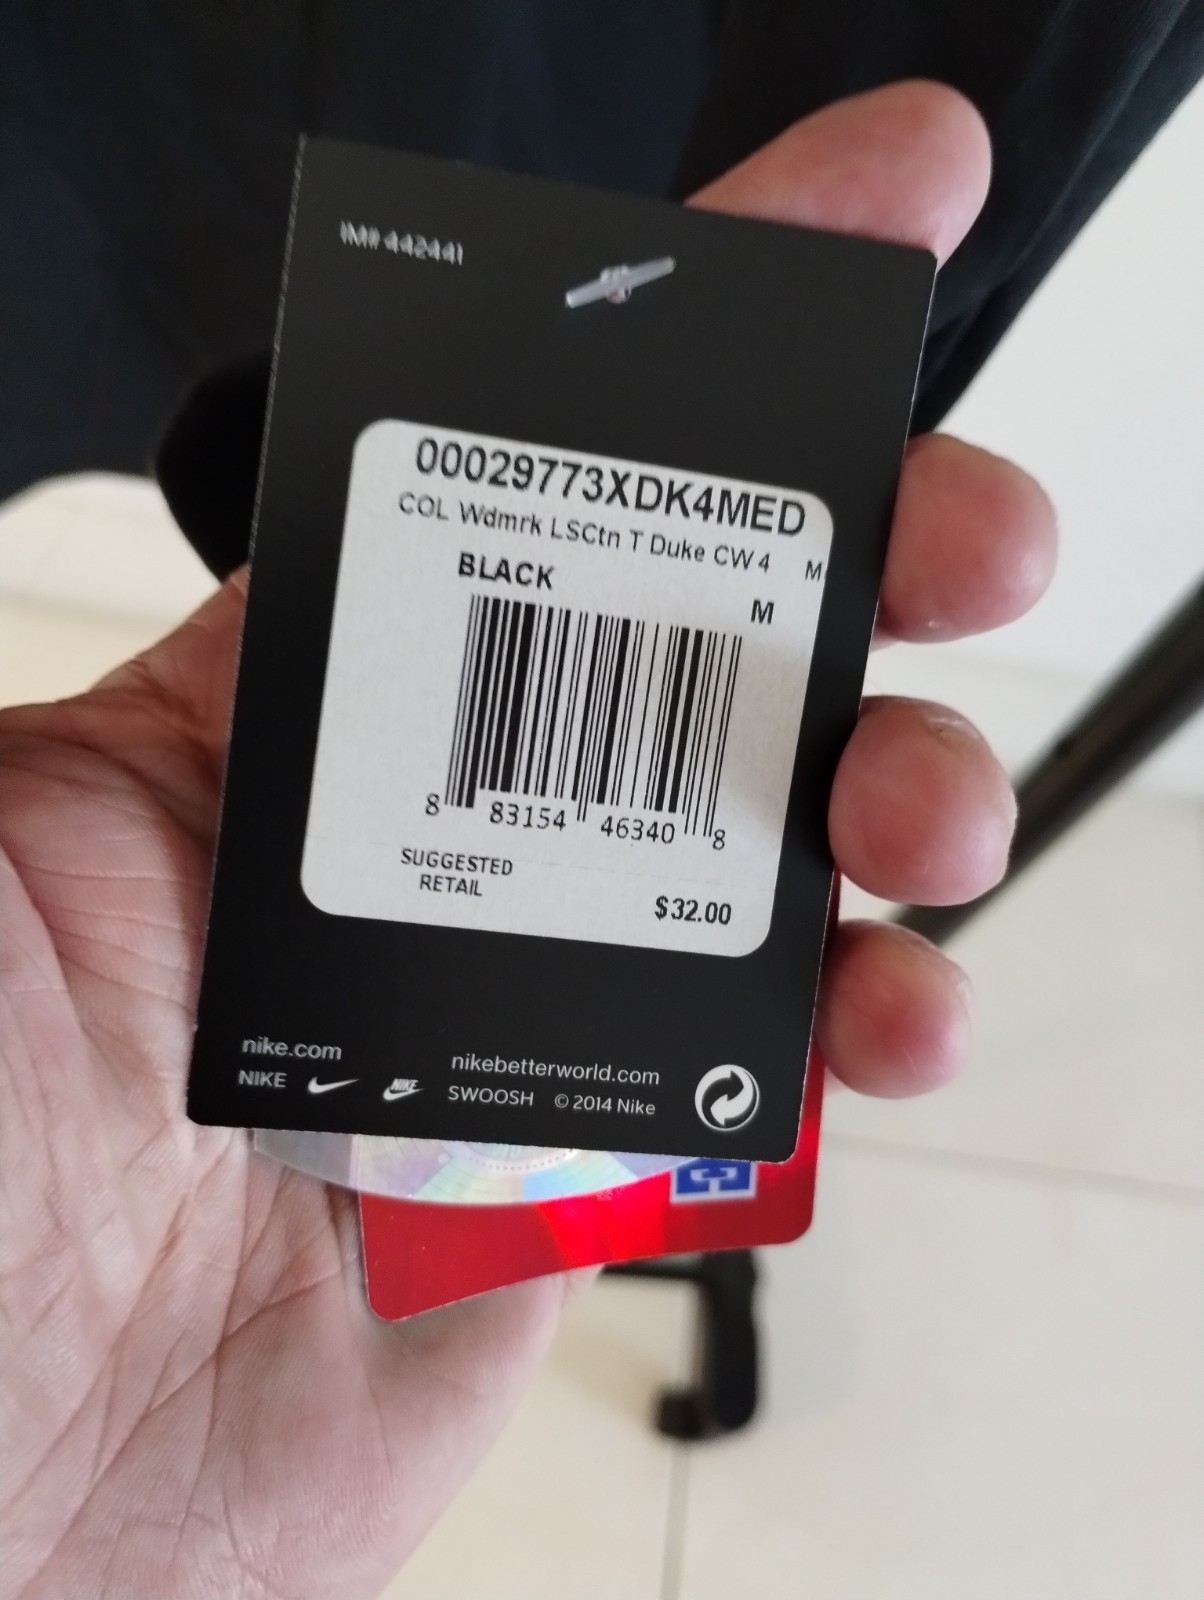 IM# 442441
00029773XDK4MED
COL Wdmrk LSCtn T Duke CW 4 M
BLACK
M
8 83154 46340 8
SUGGESTED
RETAIL
$32.00
nike.com
nikebetterworld.com
NIKE NIKE SWOOSH © 2014 Nike